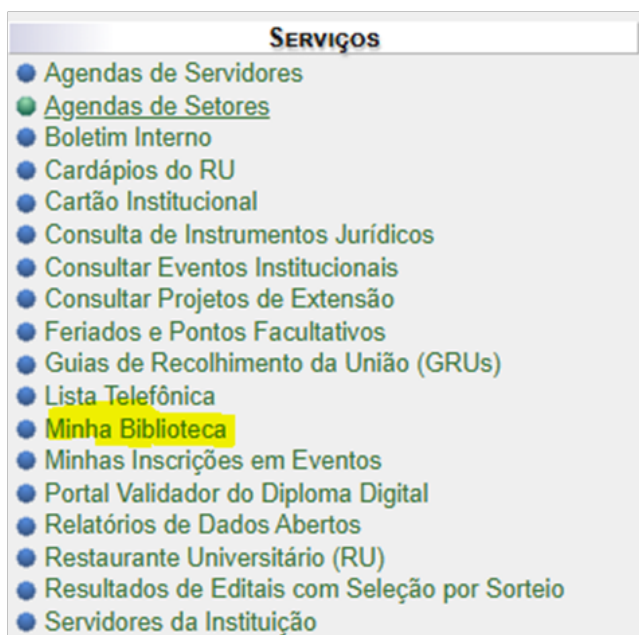 Serviços
Agendas de Servidores
Agendas de Setores
Boletim Interno
Cardápios do RU
Cartão Institucional
Consulta de Instrumentos Jurídicos
Consultar Eventos Institucionais
Consultar Projetos de Extensão
Feriados e Pontos Facultativos
Guias de Recolhimento da União (GRUs)
Lista Telefônica
Minha Biblioteca
Minhas Inscrições em Eventos
Portal Validador do Diploma Digital
Relatórios de Dados Abertos
Restaurante Universitário (RU)
Resultados de Editais com Seleção por Sorteio
Servidores da Instituição